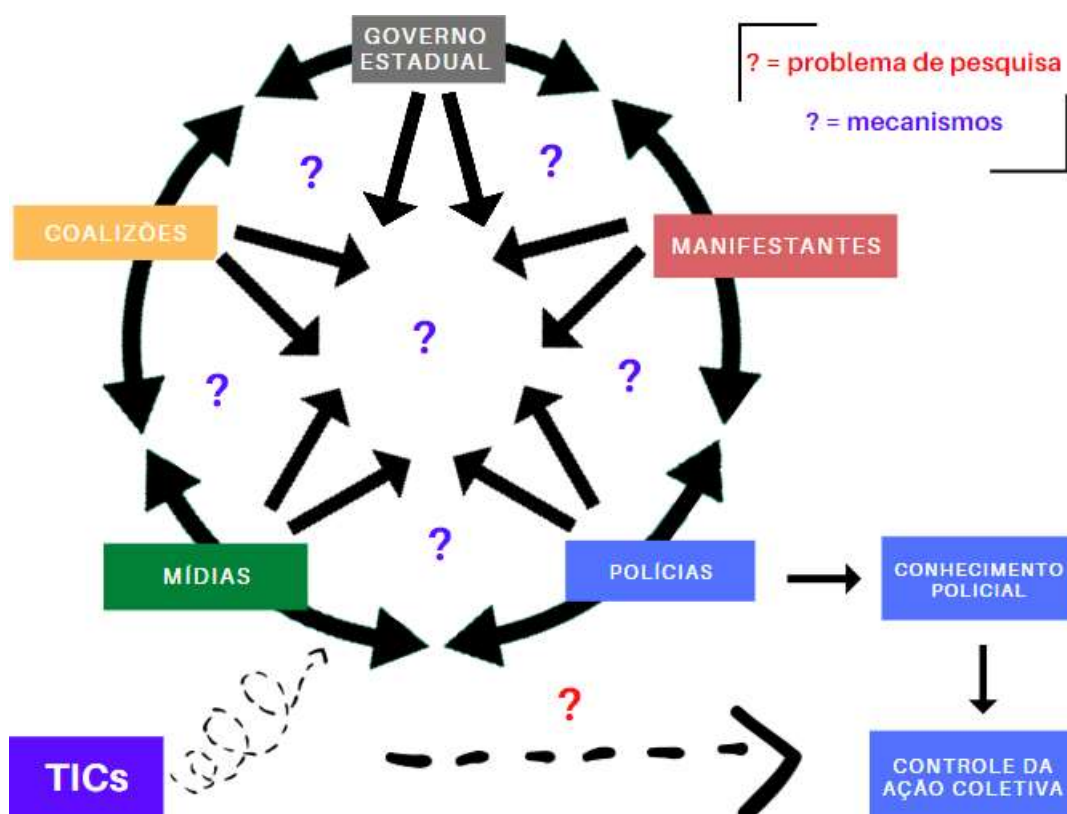 GOVERNO
ESTADUAL
? = problema de pesquisa
? = mecanismos
?
?
COALIZÕES
MANIFESTANTES
?
?
?
?
MÍDIAS
POLÍCIAS
CONHECIMENTO
POLICIAL
?
TICs
CONTROLE DA
AÇÃO COLETIVA